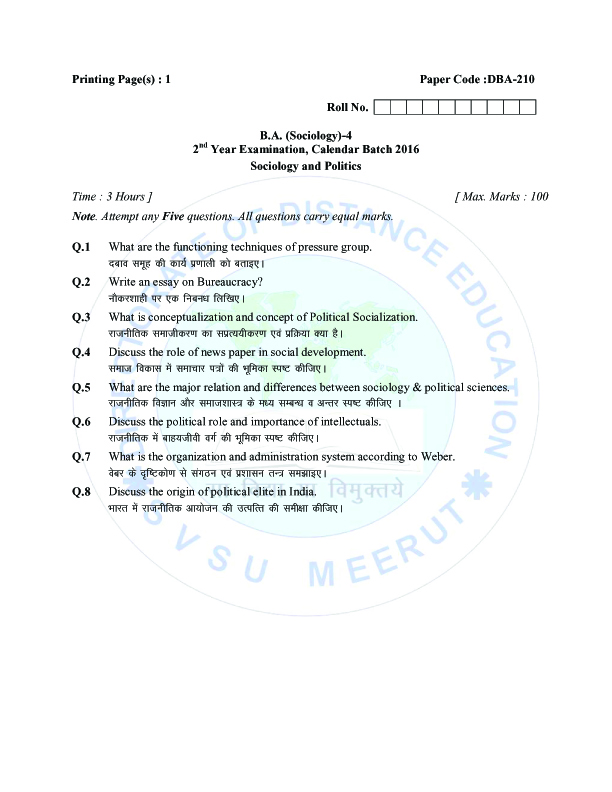 Printing Page(s) : 1 Paper Code :DBA-210
Roll No.
B.A. (Sociology)-4
2nd Year Examination, Calendar Batch 2016
Sociology and Politics
Time : 3 Hours ] [ Max. Marks : 100
Note. Attempt any Five questions. All questions carry equal marks.
Q.1 What are the functioning techniques of pressure group.
दबाव समूह की कार्य प्रणाली को बताइए।
Q.2 Write an essay on Bureaucracy?
नौकरशाही पर एक निबनध लिखिए।
Q.3 What is conceptualization and concept of Political Socialization.
राजनीतिक समाजीकरण का सप्रत्ययीकरण एवं प्रक्रिया क्या है।
Q.4 Discuss the role of news paper in social development.
समाज विकास में समाचार पत्रों की भूमिका स्पष्ट कीजिए।
Q.5 What are the major relation and differences between sociology & political sciences.
राजनीतिक विज्ञान और समाजशास्त्र के मध्य सम्बन्ध व अन्तर स्पष्ट कीजिए ।
Q.6 Discuss the political role and importance of intellectuals.
राजनीतिक में बाहयजीवी वर्ग की भूमिका स्पष्ट कीजिए।
Q.7 What is the organization and administration system according to Weber.
वेबर के दृष्टिकोण से संगठन एवं प्रशासन तन्त्र समझाइए।
Q.8 Discuss the origin of political elite in India.
भारत में राजनीतिक आयोजन की उत्पत्ति की समीक्षा कीजिए।
DIRECTORATE OF DISTANCE EDUCATION
विमुक्तये
SVSU MEERUT